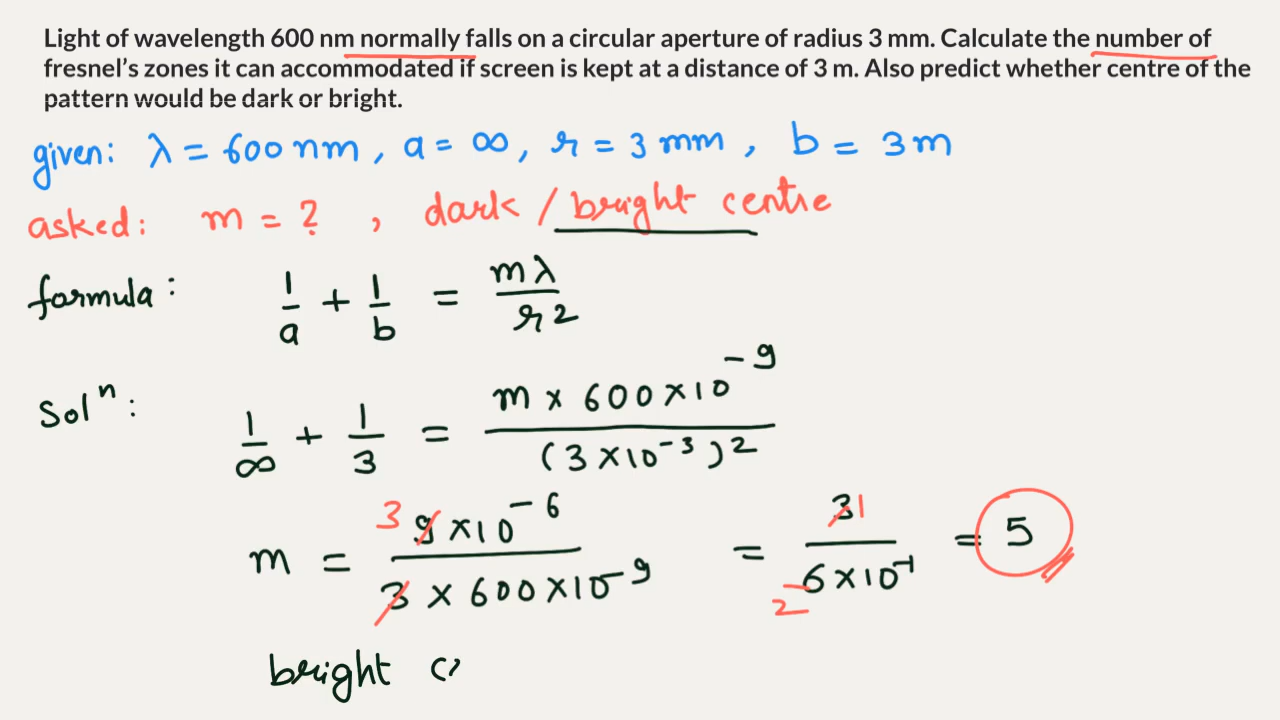 Light of wavelength 600 nm normally falls on a circular aperture of radius 3 mm. Calculate the number of
fresnel's zones it can accommodated if screen is kept at a distance of 3 m. Also predict whether centre of the
pattern would be dark or bright.
given: λ = 600 nm, a = ∞, r = 3 mm, b = 3 m
asked: m = ?, dark / bright centre
formula: 1/a + 1/b = mλ/r²
Solⁿ: 1/∞ + 1/3 = m × 600 × 10⁻⁹ / (3 × 10⁻³)²
m = 3 9 × 10⁻⁶ / 3 × 600 × 10⁻⁹ = 3 1 / 2 6 × 10⁻¹ = 5
bright